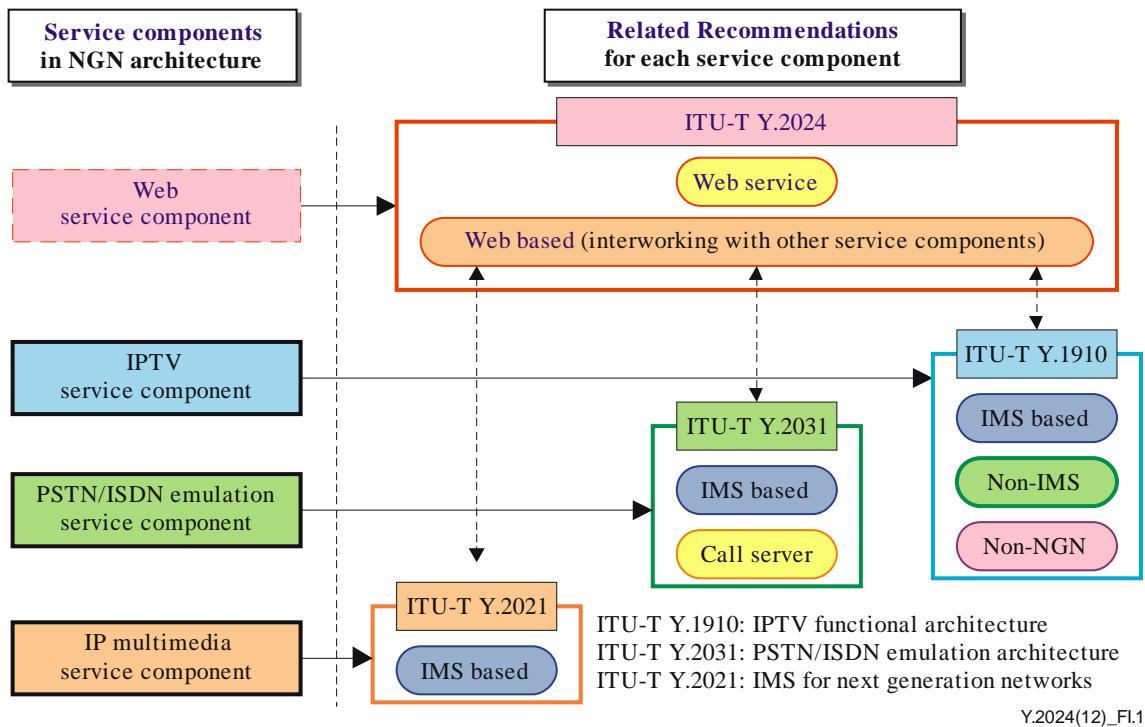 Service components
in NGN architecture
Related Recommendations
for each service component
ITU-T Y.2024
Web service
Web
service component
Web based (interworking with other service components)
IPTV
service component
ITU-T Y.1910
IMS based
Non-IMS
Non-NGN
ITU-T Y.2031
PSTN/ISDN emulation
service component
IMS based
Call server
ITU-T Y.2021
IP multimedia
service component
IMS based
ITU-T Y.1910: IPTV functional architecture
ITU-T Y.2031: PSTN/ISDN emulation architecture
ITU-T Y.2021: IMS for next generation networks
Y.2024(12)_FI.1